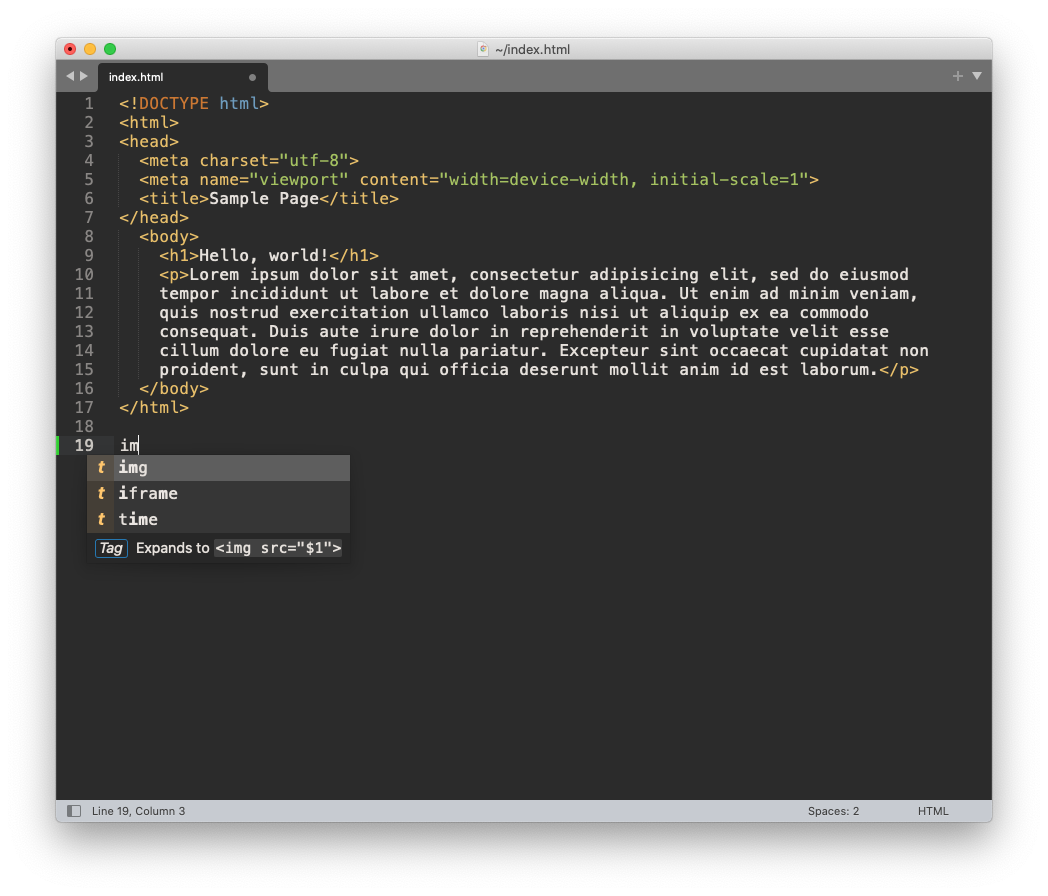 ~/index.html
index.html
1 <!DOCTYPE html>
2 <html>
3 <head>
4   <meta charset="utf-8">
5   <meta name="viewport" content="width=device-width, initial-scale=1">
6   <title>Sample Page</title>
7 </head>
8   <body>
9     <h1>Hello, world!</h1>
10     <p>Lorem ipsum dolor sit amet, consectetur adipisicing elit, sed do eiusmod
11     tempor incididunt ut labore et dolore magna aliqua. Ut enim ad minim veniam,
12     quis nostrud exercitation ullamco laboris nisi ut aliquip ex ea commodo
13     consequat. Duis aute irure dolor in reprehenderit in voluptate velit esse
14     cillum dolore eu fugiat nulla pariatur. Excepteur sint occaecat cupidatat non
15     proident, sunt in culpa qui officia deserunt mollit anim id est laborum.</p>
16   </body>
17 </html>
18
19 im
t img
t iframe
t time
Tag Expands to <img src="$1">
Line 19, Column 3 Spaces: 2 HTML